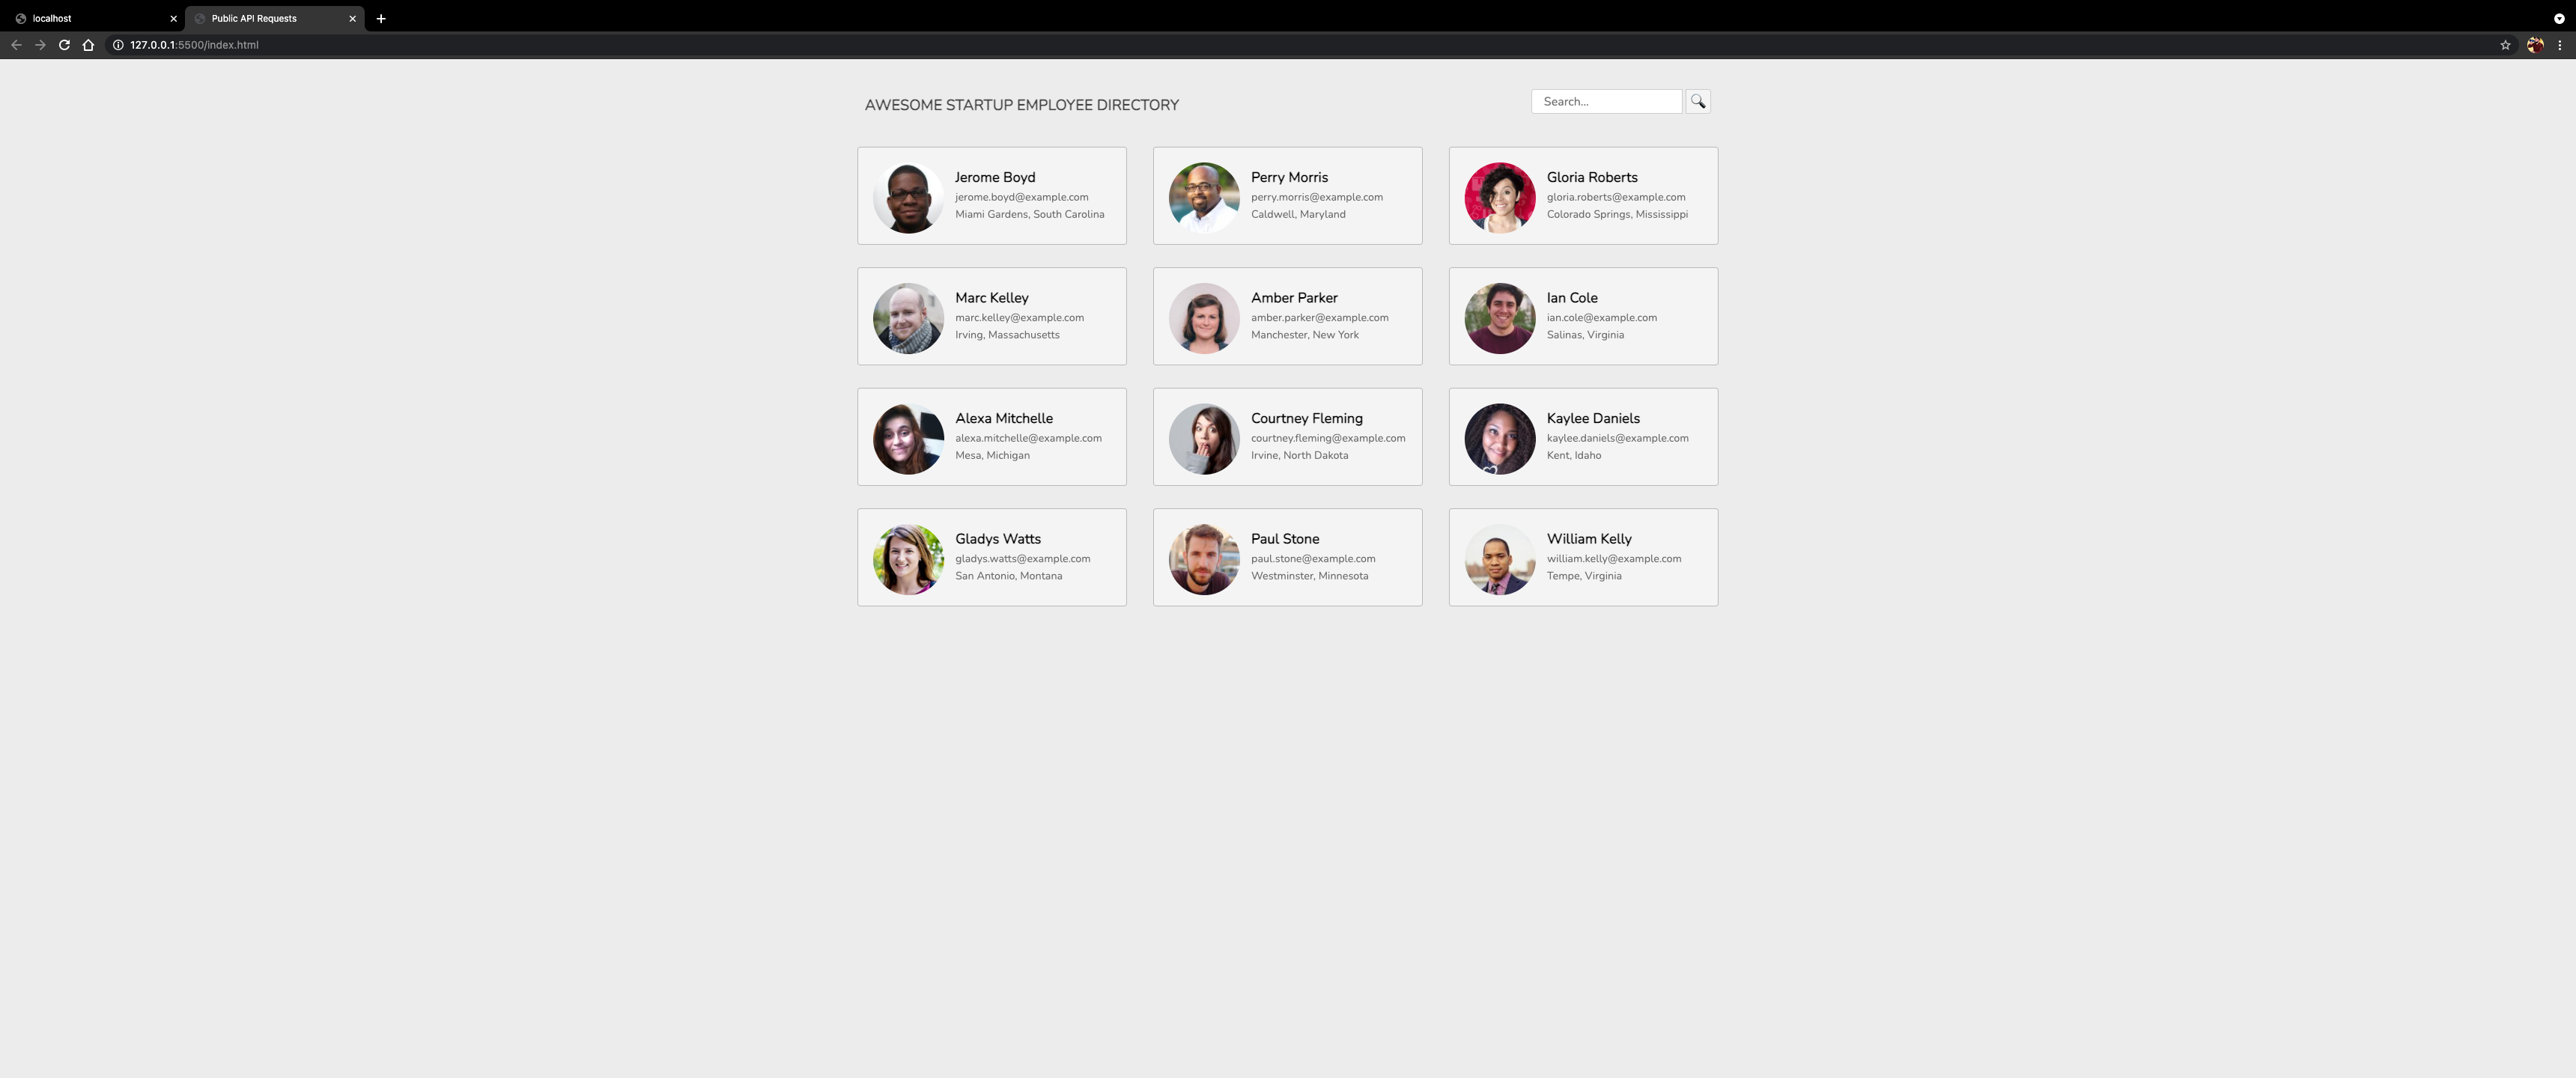 localhost
Public API Requests
127.0.0.1:5500/index.html
AWESOME STARTUP EMPLOYEE DIRECTORY
Search...
Jerome Boyd
jerome.boyd@example.com
Miami Gardens, South Carolina
Perry Morris
perry.morris@example.com
Caldwell, Maryland
Gloria Roberts
gloria.roberts@example.com
Colorado Springs, Mississippi
Marc Kelley
marc.kelley@example.com
Irving, Massachusetts
Amber Parker
amber.parker@example.com
Manchester, New York
Ian Cole
ian.cole@example.com
Salinas, Virginia
Alexa Mitchelle
alexa.mitchelle@example.com
Mesa, Michigan
Courtney Fleming
courtney.fleming@example.com
Irvine, North Dakota
Kaylee Daniels
kaylee.daniels@example.com
Kent, Idaho
Gladys Watts
gladys.watts@example.com
San Antonio, Montana
Paul Stone
paul.stone@example.com
Westminster, Minnesota
William Kelly
william.kelly@example.com
Tempe, Virginia